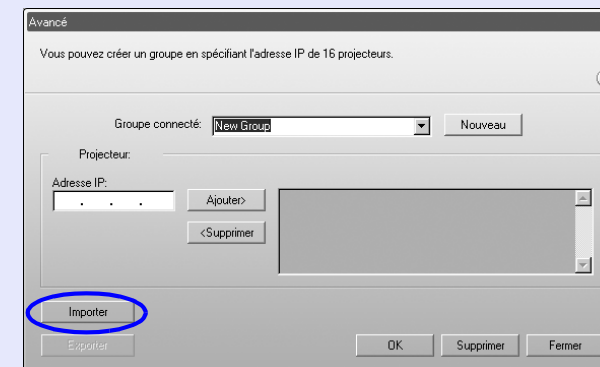 Avancé
Vous pouvez créer un groupe en spécifiant l'adresse IP de 16 projecteurs.
Groupe connecté: New Group Nouveau
Projecteur:
Adresse IP:
. . . Ajouter>
<Supprimer
Importer
Exporter OK Supprimer Fermer